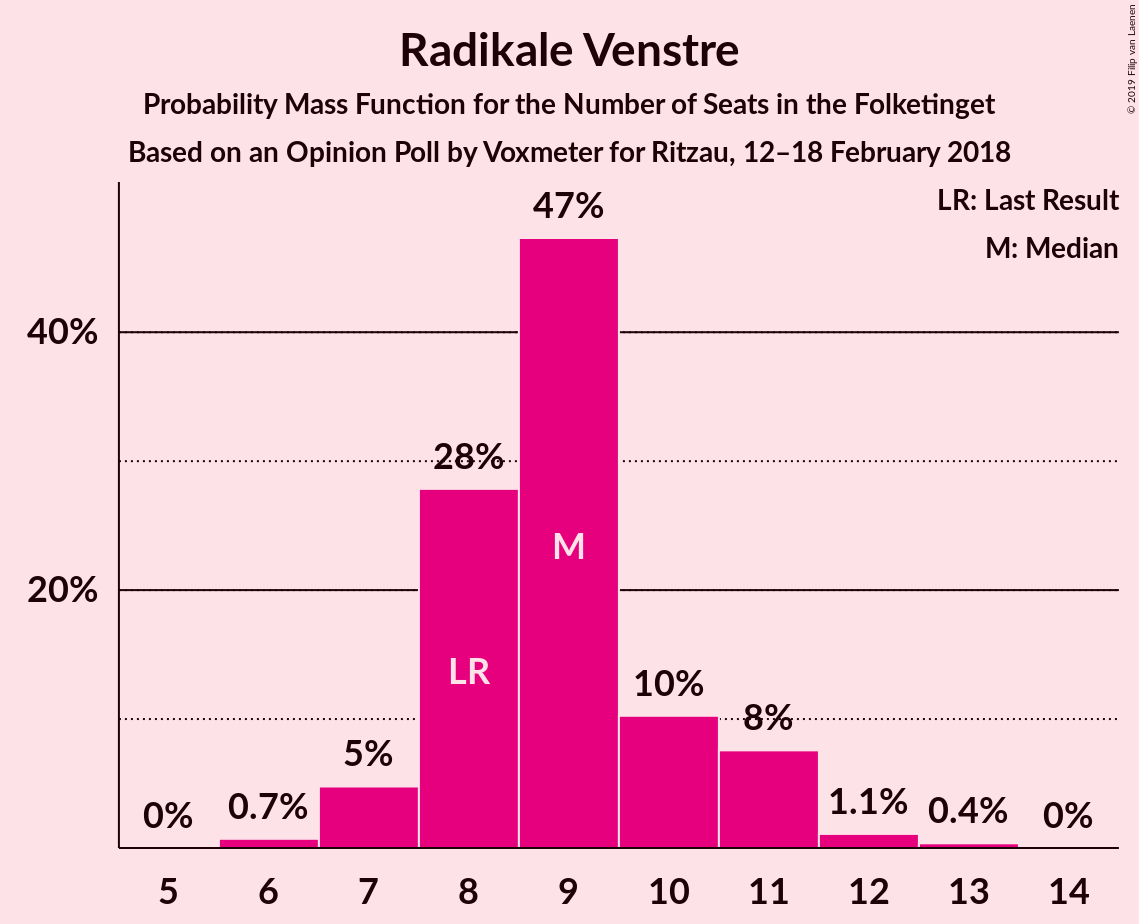 Radikale Venstre
Probability Mass Function for the Number of Seats in the Folketinget
Based on an Opinion Poll by Voxmeter for Ritzau, 12–18 February 2018
© 2019 Filip van Laenen
LR: Last Result
M: Median
47%
40%
28%
M
20%
LR
10%
8%
5%
0%
0.7%
1.1%
0.4%
0%
5 6 7 8 9 10 11 12 13 14